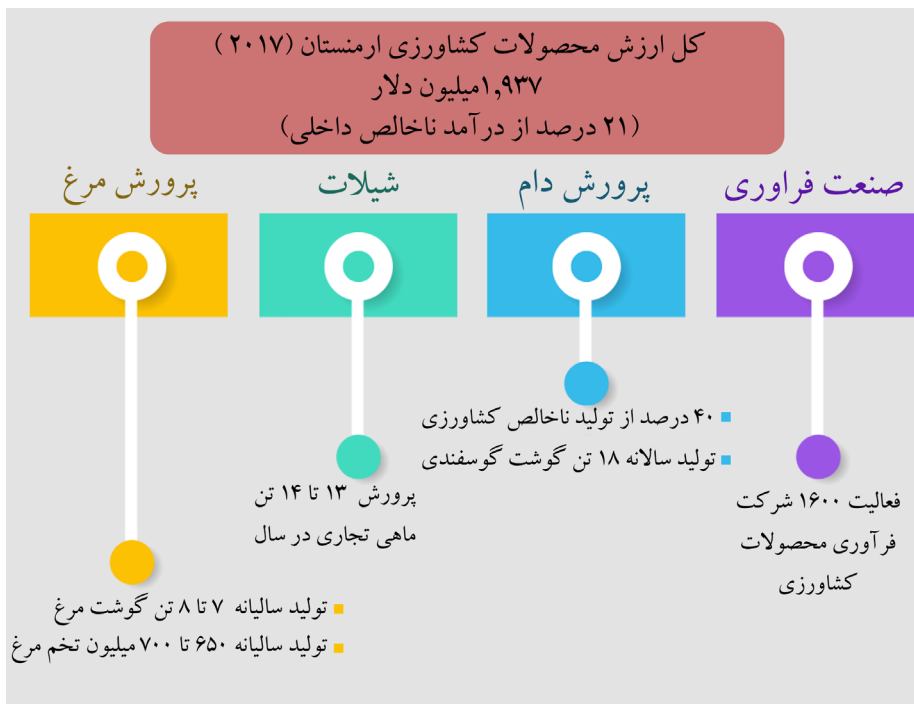 کل ارزش محصولات کشاورزی ارمنستان (۲۰۱۷ )
۱,۹۳۷میلیون دلار
(۲۱ درصد از درآمد ناخالص داخلی)
صنعت فراوری
فعالیت ۱۶۰۰ شرکت
فرآوری محصولات
کشاورزی
پرورش دام
۴۰ درصد از تولید ناخالص کشاورزی
تولید سالانه ۱۸ تن گوشت گوسفندی
شیلات
پرورش ۱۳ تا ۱۴ تن
ماهی تجاری در سال
پرورش مرغ
تولید سالیانه ۷ تا ۸ تن گوشت مرغ
تولید سالیانه ۶۵۰ تا ۷۰۰ میلیون تخم مرغ